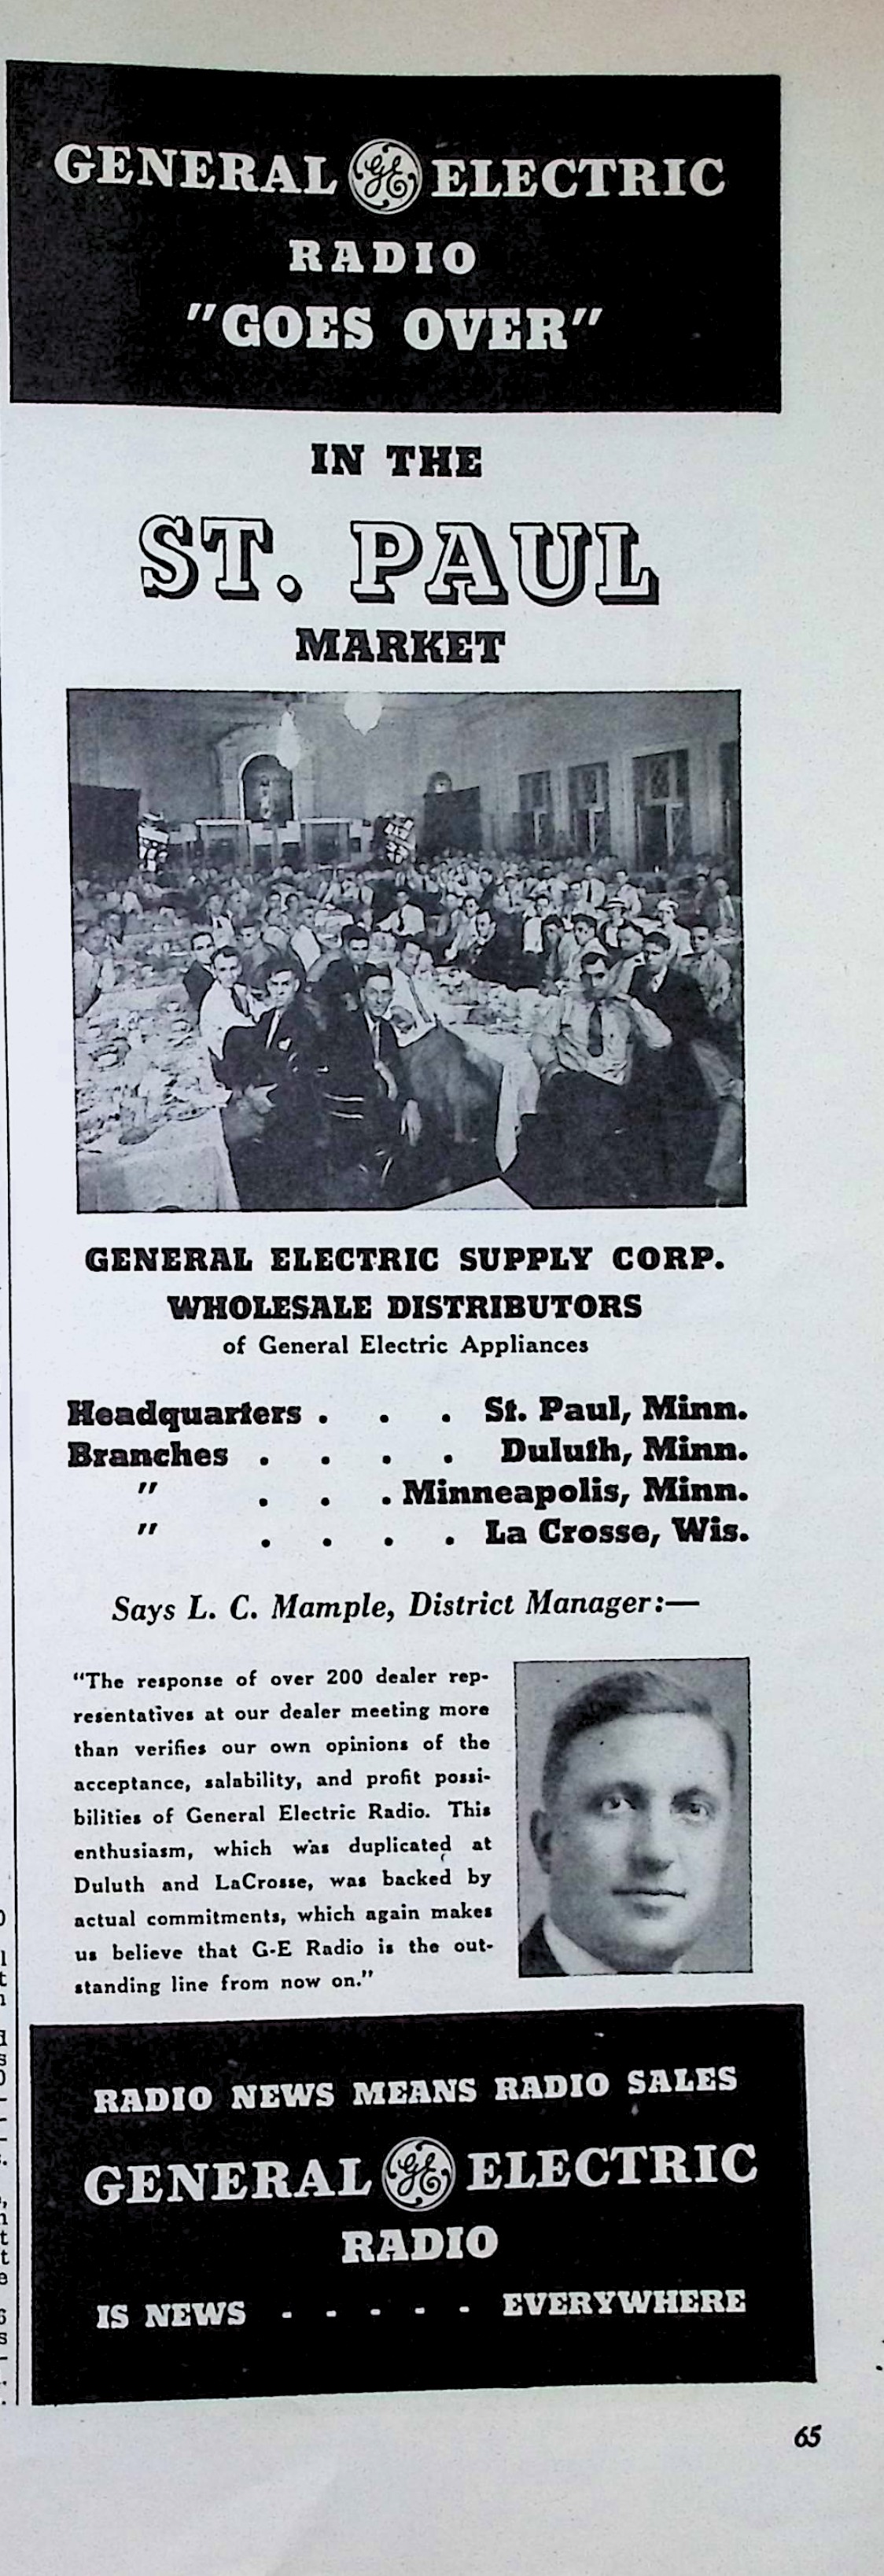 GENERAL GE ELECTRIC
RADIO
"GOES OVER"
IN THE
ST. PAUL
MARKET
GENERAL ELECTRIC SUPPLY CORP.
WHOLESALE DISTRIBUTORS
of General Electric Appliances
Headquarters . . . St. Paul, Minn.
Branches . . . . Duluth, Minn.
" . . . Minneapolis, Minn.
" . . . . La Crosse, Wis.
Says L. C. Mample, District Manager:—
“The response of over 200 dealer rep-
resentatives at our dealer meeting more
than verifies our own opinions of the
acceptance, salability, and profit possi-
bilities of General Electric Radio. This
enthusiasm, which was duplicated at
Duluth and LaCrosse, was backed by
actual commitments, which again makes
us believe that G-E Radio is the out-
standing line from now on.”
RADIO NEWS MEANS RADIO SALES
GENERAL GE ELECTRIC
RADIO
IS NEWS - - - - - EVERYWHERE
65